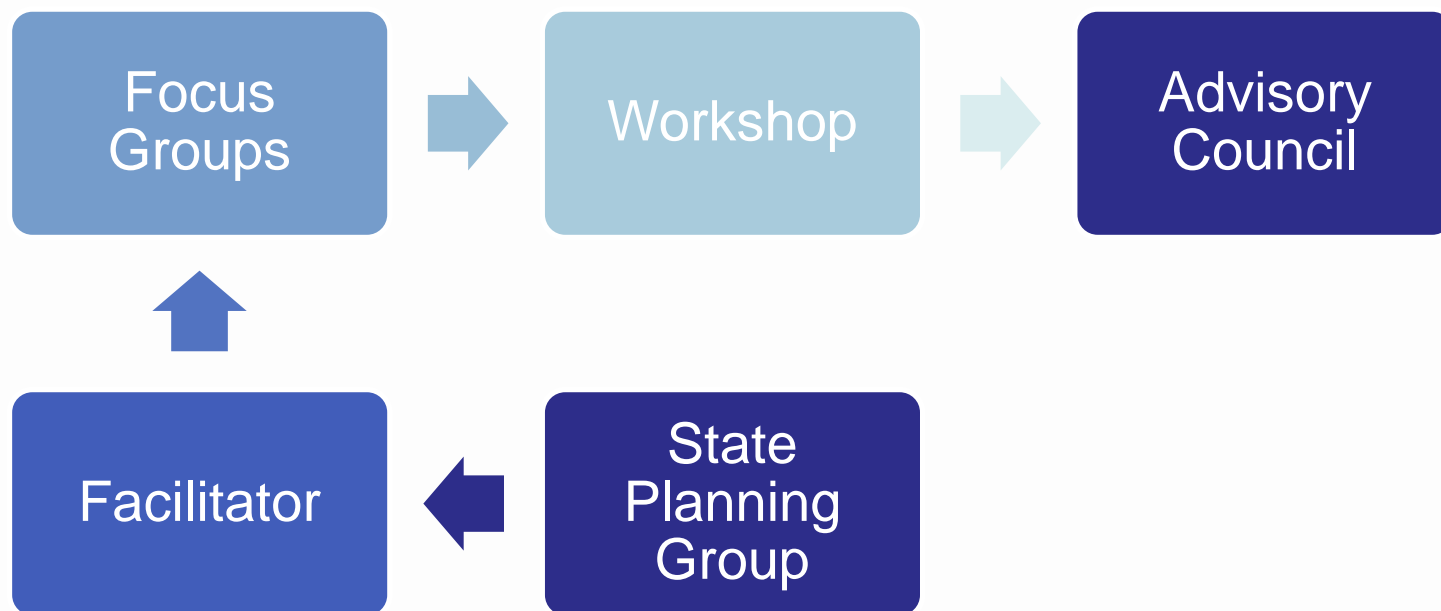 Focus
Groups
Workshop
Advisory
Council
Facilitator
State
Planning
Group